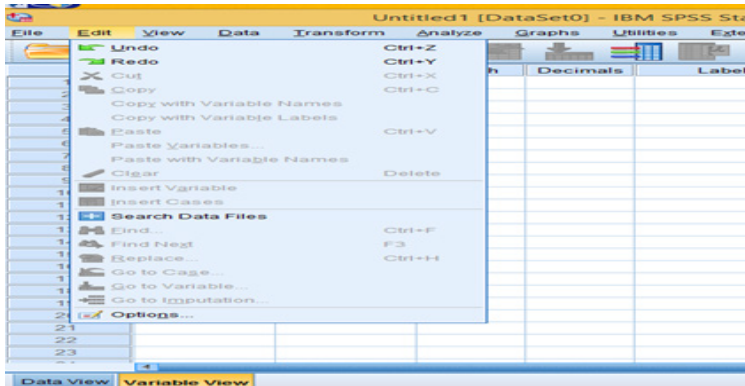 Untitled1 [DataSet0] - IBM SPSS Sta
File Edit View Data Transform Analyze Graphs Utilities Exte
Undo Ctrl+Z
Redo Ctrl+Y
Cut Ctrl+X
h Decimals Label
Copy Ctrl+C
Copy with Variable Names
Copy with Variable Labels
Paste Ctrl+V
Paste Variables...
Paste with Variable Names
Clear Delete
Insert Variable
Insert Cases
Search Data Files
Find... Ctrl+F
Find Next F3
Replace... Ctrl+H
Go to Case...
Go to Variable...
Go to Imputation...
Options...
21
22
23
Data View Variable View